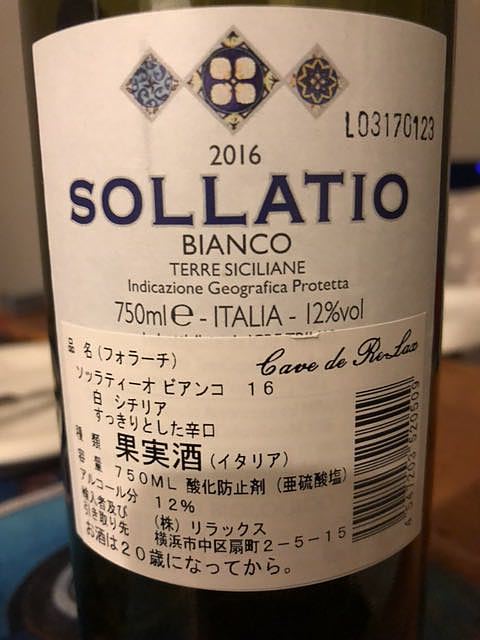 L03170123
2016
SOLLATIO
BIANCO
TERRE SICILIANE
Indicazione Geografica Protetta
750ml e - ITALIA - 12%vol
品 名 (フォラーチ)
Cave de ReLax
ソッラティーオ ビアンコ 16
白 シチリア
すっきりとした辛口
種 類 果実酒 (イタリア)
容 量 750ML 酸化防止剤 (亜硫酸塩)
アルコール分 12%
輸入者及び
引き取り先 (株) リラックス
横浜市中区扇町2-5-15
お酒は20歳になってから。
4541203520509